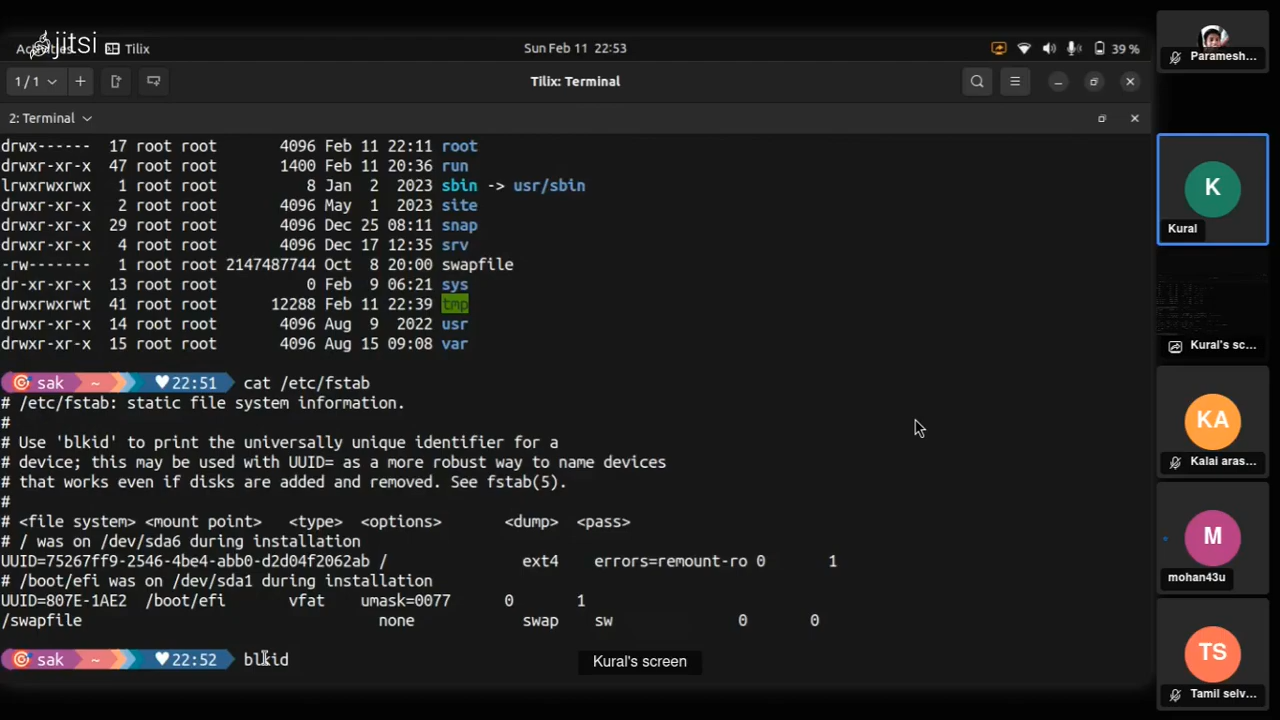 jitsi
Tilix
Sun Feb 11 22:53
39 %
Paramesh...
1/1
Tilix: Terminal
2: Terminal
drwx------ 17 root root 4096 Feb 11 22:11 root
drwxr-xr-x 47 root root 1400 Feb 11 20:36 run
lrwxrwxrwx 1 root root 8 Jan 2 2023 sbin -> usr/sbin
drwxr-xr-x 2 root root 4096 May 1 2023 site
drwxr-xr-x 29 root root 4096 Dec 25 08:11 snap
drwxr-xr-x 4 root root 4096 Dec 17 12:35 srv
-rw------- 1 root root 2147487744 Oct 8 20:00 swapfile
dr-xr-xr-x 13 root root 0 Feb 9 06:21 sys
drwxrwxrwt 41 root root 12288 Feb 11 22:39 tmp
drwxr-xr-x 14 root root 4096 Aug 9 2022 usr
drwxr-xr-x 15 root root 4096 Aug 15 09:08 var
sak ~ ♥22:51 cat /etc/fstab
# /etc/fstab: static file system information.
#
# Use 'blkid' to print the universally unique identifier for a
# device; this may be used with UUID= as a more robust way to name devices
# that works even if disks are added and removed. See fstab(5).
#
# <file system> <mount point> <type> <options> <dump> <pass>
# / was on /dev/sda6 during installation
UUID=75267ff9-2546-4be4-abb0-d2d04f2062ab / ext4 errors=remount-ro 0 1
# /boot/efi was on /dev/sda1 during installation
UUID=807E-1AE2 /boot/efi vfat umask=0077 0 1
/swapfile none swap sw 0 0
sak ~ ♥22:52 blkid
Kural's screen
K
Kural
Kural's sc...
KA
Kalai aras...
M
mohan43u
TS
Tamil selv...